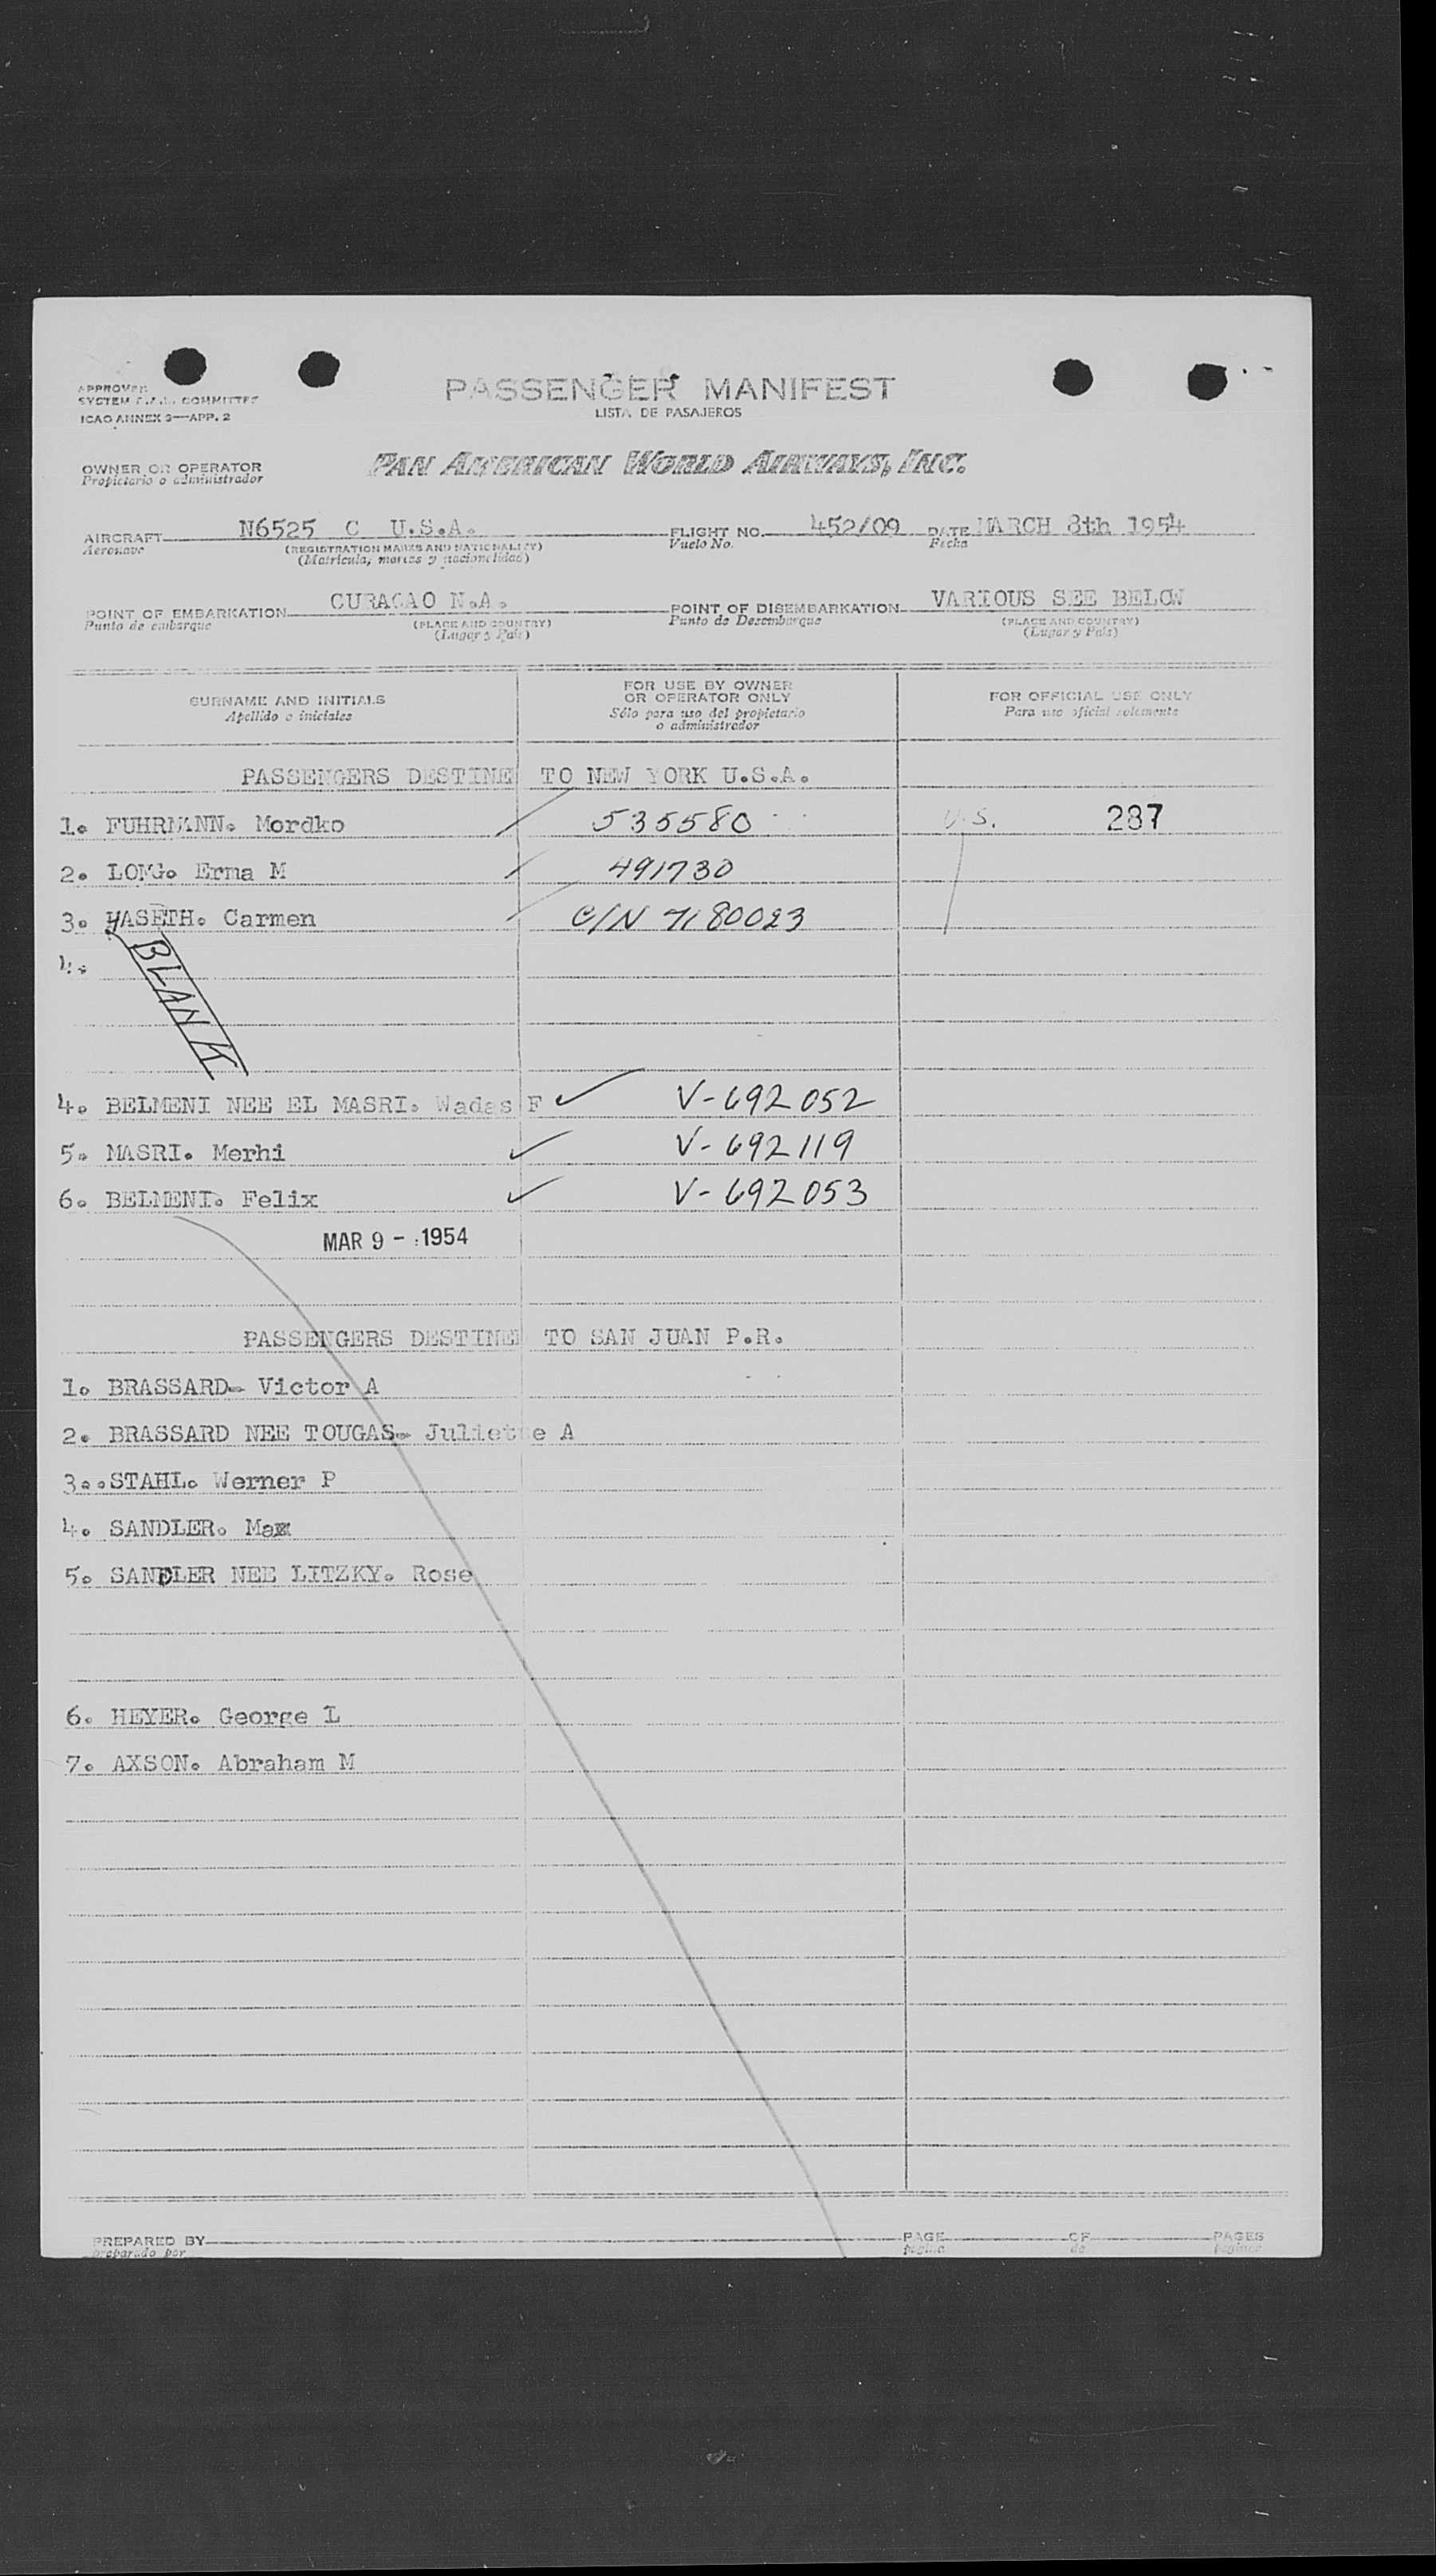 APPROVED
SYSTEM F.A.L. COMMITTEE
ICAO ANNEX 9—APP. 2
PASSENGER MANIFEST
LISTA DE PASAJEROS
OWNER OR OPERATOR
Propietario o administrador
PAN AMERICAN WORLD AIRWAYS, INC.
AIRCRAFT N6525 C U.S.A. FLIGHT NO. 452/09 DATE MARCH 8th 1954
Aeronave (REGISTRATION MARKS AND NATIONALITY) Vuelo No. Fecha
(Matricula, marcas y nacionalidad)
POINT OF EMBARKATION CURACAO N.A. POINT OF DISEMBARKATION VARIOUS SEE BELOW
Punto de embarque (PLACE AND COUNTRY) Punto de Desembarque (PLACE AND COUNTRY)
(Lugar y País) (Lugar y País)
SURNAME AND INITIALS
Apellido e iniciales
FOR USE BY OWNER
OR OPERATOR ONLY
Sólo para uso del propietario
o administrador
FOR OFFICIAL USE ONLY
Para uso oficial solamente
PASSENGERS DESTINE TO NEW YORK U.S.A.
1. FUHRMANN. Mordko 535580 U.S. 287
2. LONG. Erma M 491730
3. HASETH. Carmen C/N 7180023
4.
BLANK
4. BELMENI NEE EL MASRI. Wadas F V-692052
5. MASRI. Merhi V-692119
6. BELMENI. Felix V-692053
MAR 9 - 1954
PASSENGERS DESTINE TO SAN JUAN P.R.
1. BRASSARD- Victor A
2. BRASSARD NEE TOUGAS- Juliette A
3..STAHL. Werner P
4. SANDLER. Max
5. SANDLER NEE LITZKY. Rose
6. HEYER. George L
7. AXSON. Abraham M
PREPARED BY PAGE OF PAGES
preparado por pagina de paginas